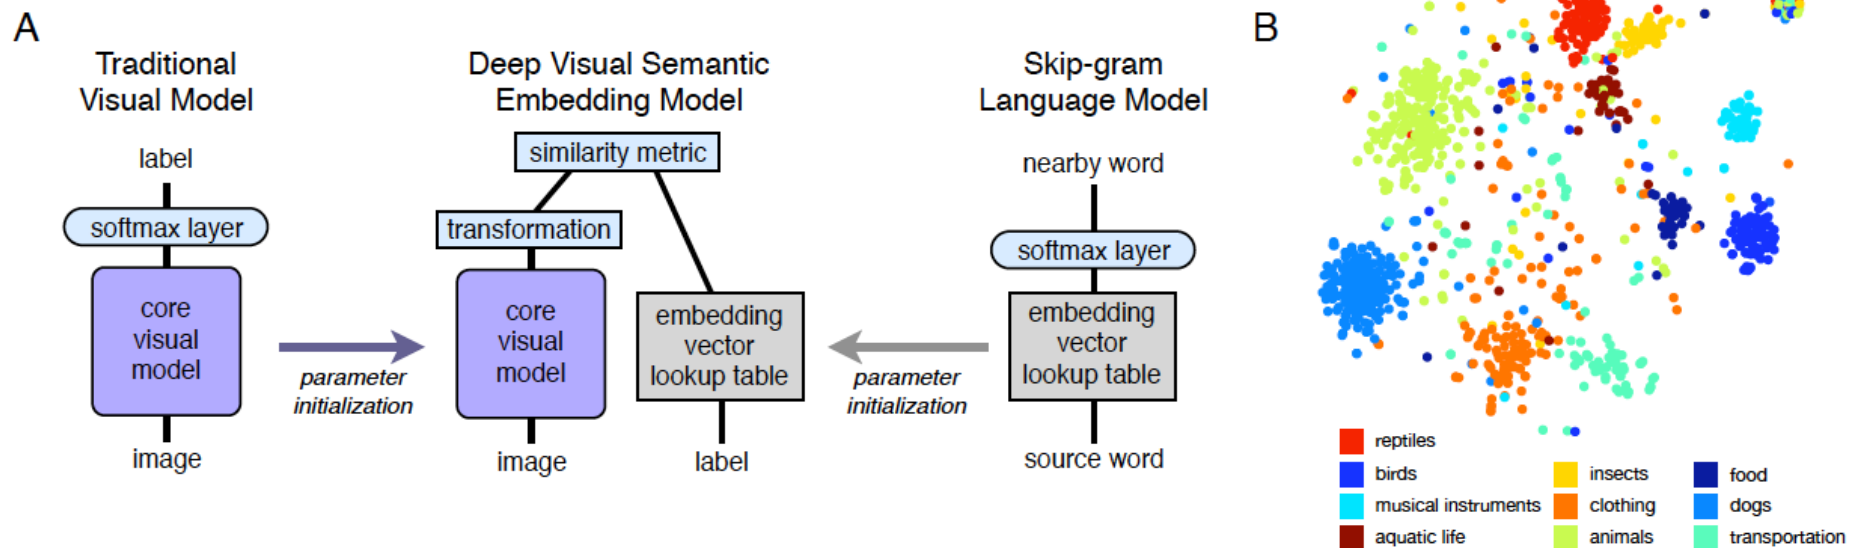 A
Traditional
Visual Model
label
softmax layer
core
visual
model
image
parameter
initialization
Deep Visual Semantic
Embedding Model
similarity metric
transformation
core
visual
model
image
embedding
vector
lookup table
label
parameter
initialization
Skip-gram
Language Model
nearby word
softmax layer
embedding
vector
lookup table
source word
B
reptiles
birds
musical instruments
aquatic life
insects
clothing
animals
food
dogs
transportation